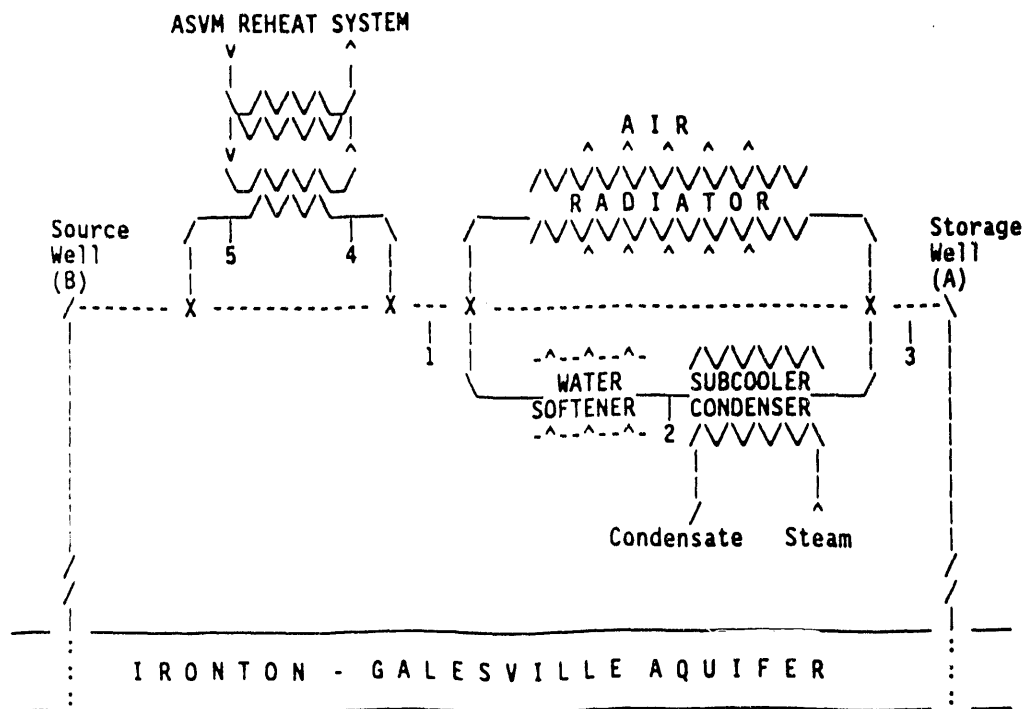 ASVM REHEAT SYSTEM
A I R
R A D I A T O R
Source
Well
(B)
5
4
Storage
Well
(A)
X
X
X
X
1
3
WATER
SOFTENER
2
SUBCOOLER
CONDENSER
Condensate
Steam
I R O N T O N - G A L E S V I L L E A Q U I F E R